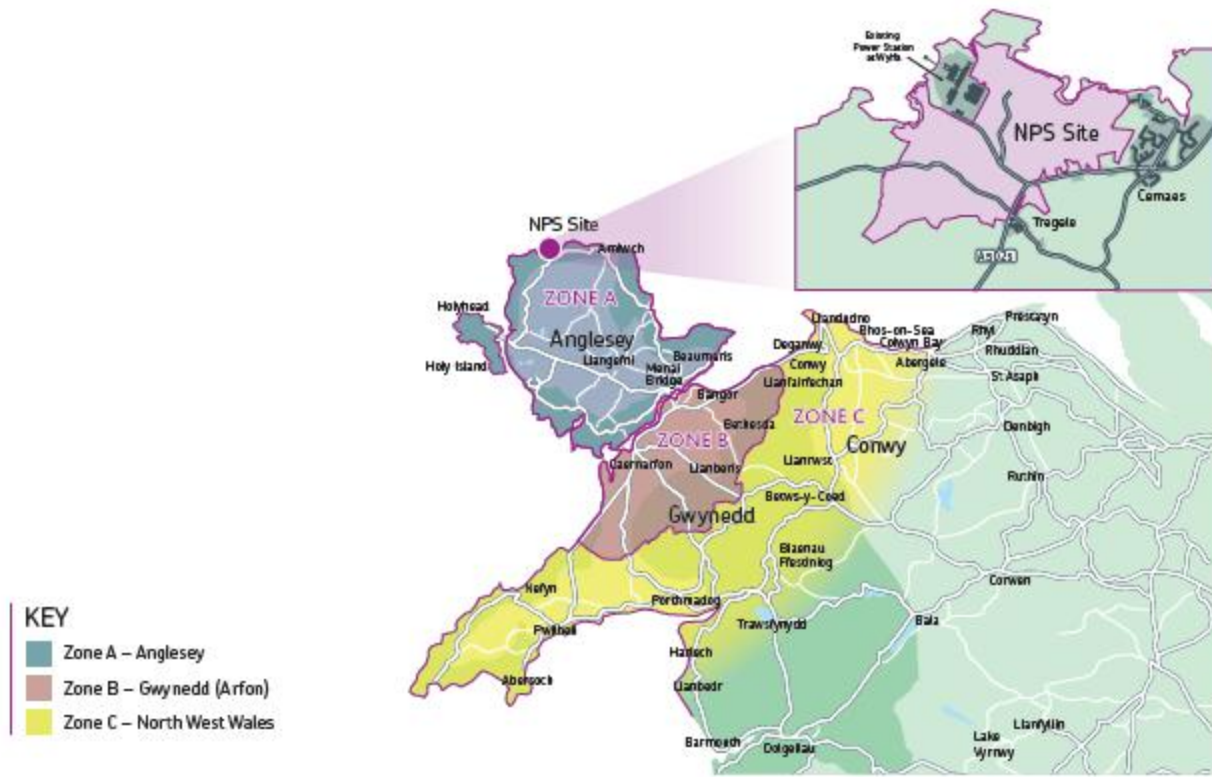 Existing
Power Station
at Wylfa
NPS Site
Cemaes
Tregele
A5025
NPS Site
Amlwch
ZONE A
Holyhead
Anglesey
Llangefni
Beaumaris
Holy Island
Menai
Bridge
Llandudno
Rhos-on-Sea
Colwyn Bay
Deganwy
Conwy
Abergele
Llanfairfechan
Prestatyn
Rhyl
Rhuddlan
St Asaph
Bangor
Bethesda
ZONE B
ZONE C
Conwy
Denbigh
Caernarfon
Llanberis
Llanrwst
Ruthin
Betws-y-Coed
Gwynedd
Blaenau
Ffestiniog
Corwen
Nefyn
Porthmadog
Pwllheli
Trawsfynydd
Bala
Harlech
Abersoch
Llanbedr
Barmouth
Dolgellau
Lake
Vyrnwy
Llanfyllin
KEY
Zone A – Anglesey
Zone B – Gwynedd (Arfon)
Zone C – North West Wales